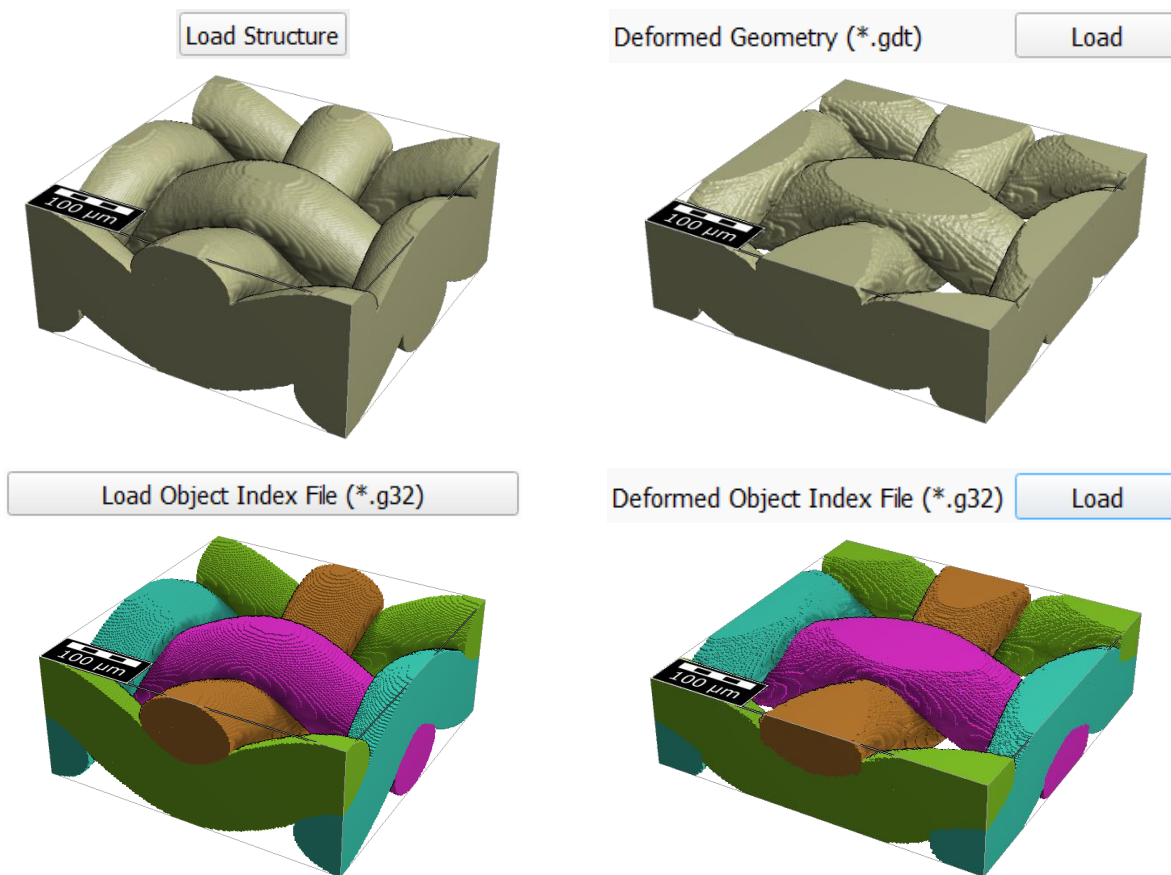 Load Structure
Deformed Geometry (*.gdt) Load
100 µm
100 µm
Load Object Index File (*.g32)
Deformed Object Index File (*.g32) Load
100 µm
100 µm